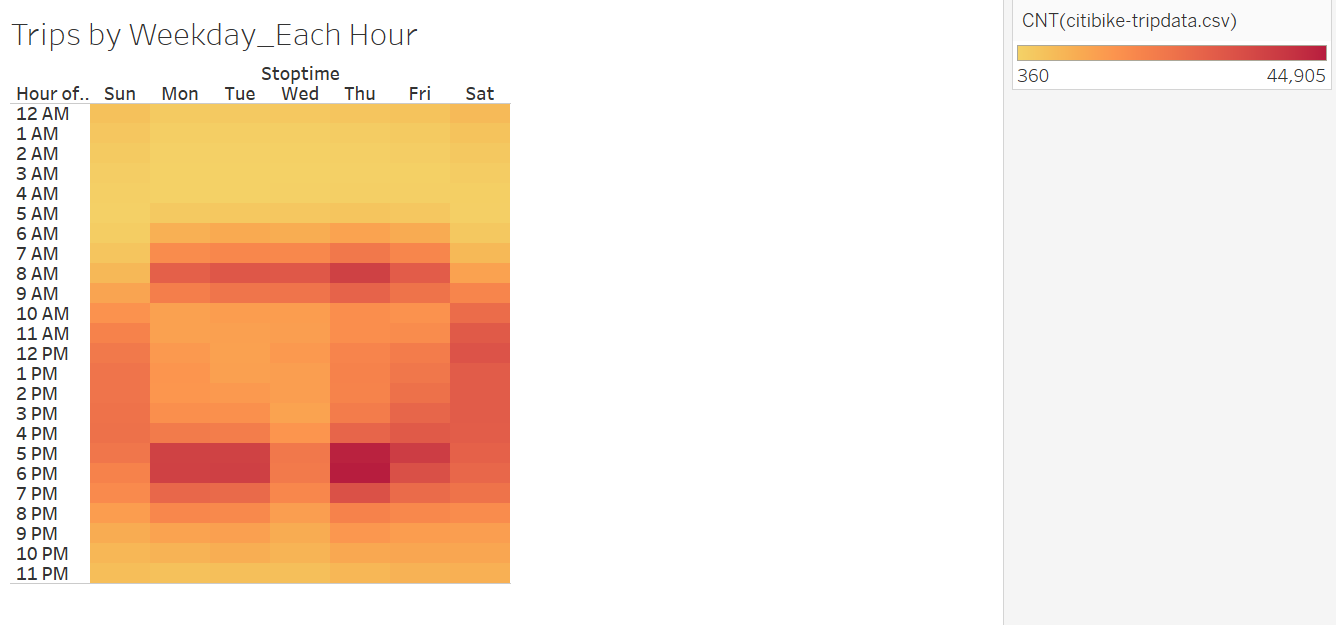 Trips by Weekday_Each Hour
Stoptime
Hour of.. Sun Mon Tue Wed Thu Fri Sat
12 AM
1 AM
2 AM
3 AM
4 AM
5 AM
6 AM
7 AM
8 AM
9 AM
10 AM
11 AM
12 PM
1 PM
2 PM
3 PM
4 PM
5 PM
6 PM
7 PM
8 PM
9 PM
10 PM
11 PM
CNT(citibike-tripdata.csv)
360 44,905